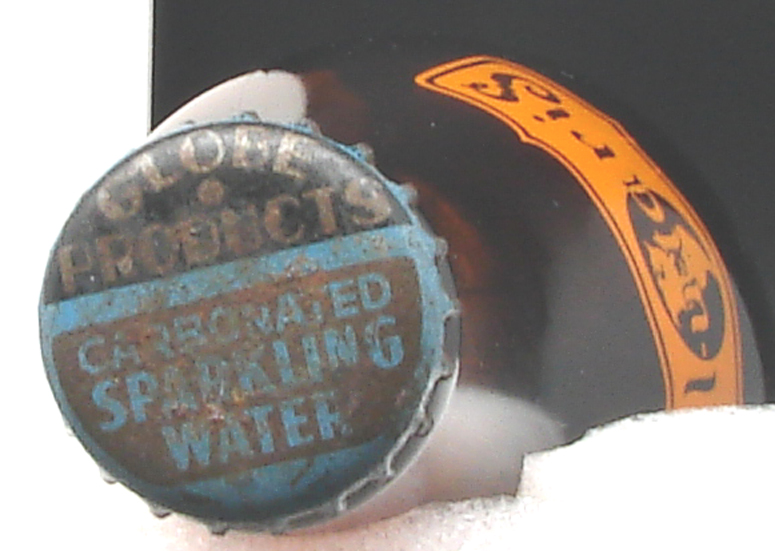 GLOBE
PRODUCTS
CARBONATED
SPARKLING
WATER